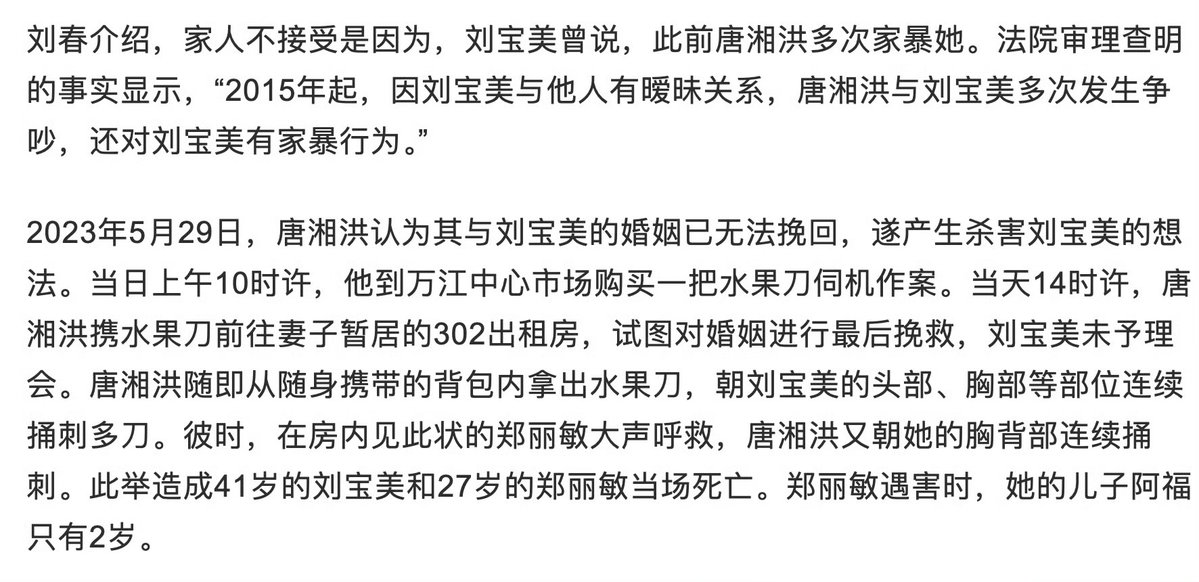 刘春介绍，家人不接受是因为，刘宝美曾说，此前唐湘洪多次家暴她。法院审理查明
的事实显示，“2015年起，因刘宝美与他人有暧昧关系，唐湘洪与刘宝美多次发生争
吵，还对刘宝美有家暴行为。”
2023年5月29日，唐湘洪认为其与刘宝美的婚姻已无法挽回，遂产生杀害刘宝美的想
法。当日上午10时许，他到万江中心市场购买一把水果刀伺机作案。当天14时许，唐
湘洪携水果刀前往妻子暂居的302出租房，试图对婚姻进行最后挽救，刘宝美未予理
会。唐湘洪随即从随身携带的背包内拿出水果刀，朝刘宝美的头部、胸部等部位连续
捅刺多刀。彼时，在房内见此状的郑丽敏大声呼救，唐湘洪又朝她的胸背部连续捅
刺。此举造成41岁的刘宝美和27岁的郑丽敏当场死亡。郑丽敏遇害时，她的儿子阿福
只有2岁。